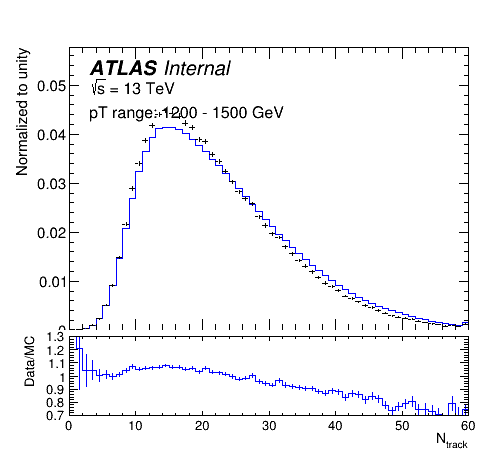 Normalized to unity
ATLAS Internal
√s = 13 TeV
pT range: 1200 - 1500 GeV
0.05
0.04
0.03
0.02
0.01
0
Data/MC
1.3
1.2
1.1
1
0.9
0.8
0.7
0 10 20 30 40 50 60
N_track